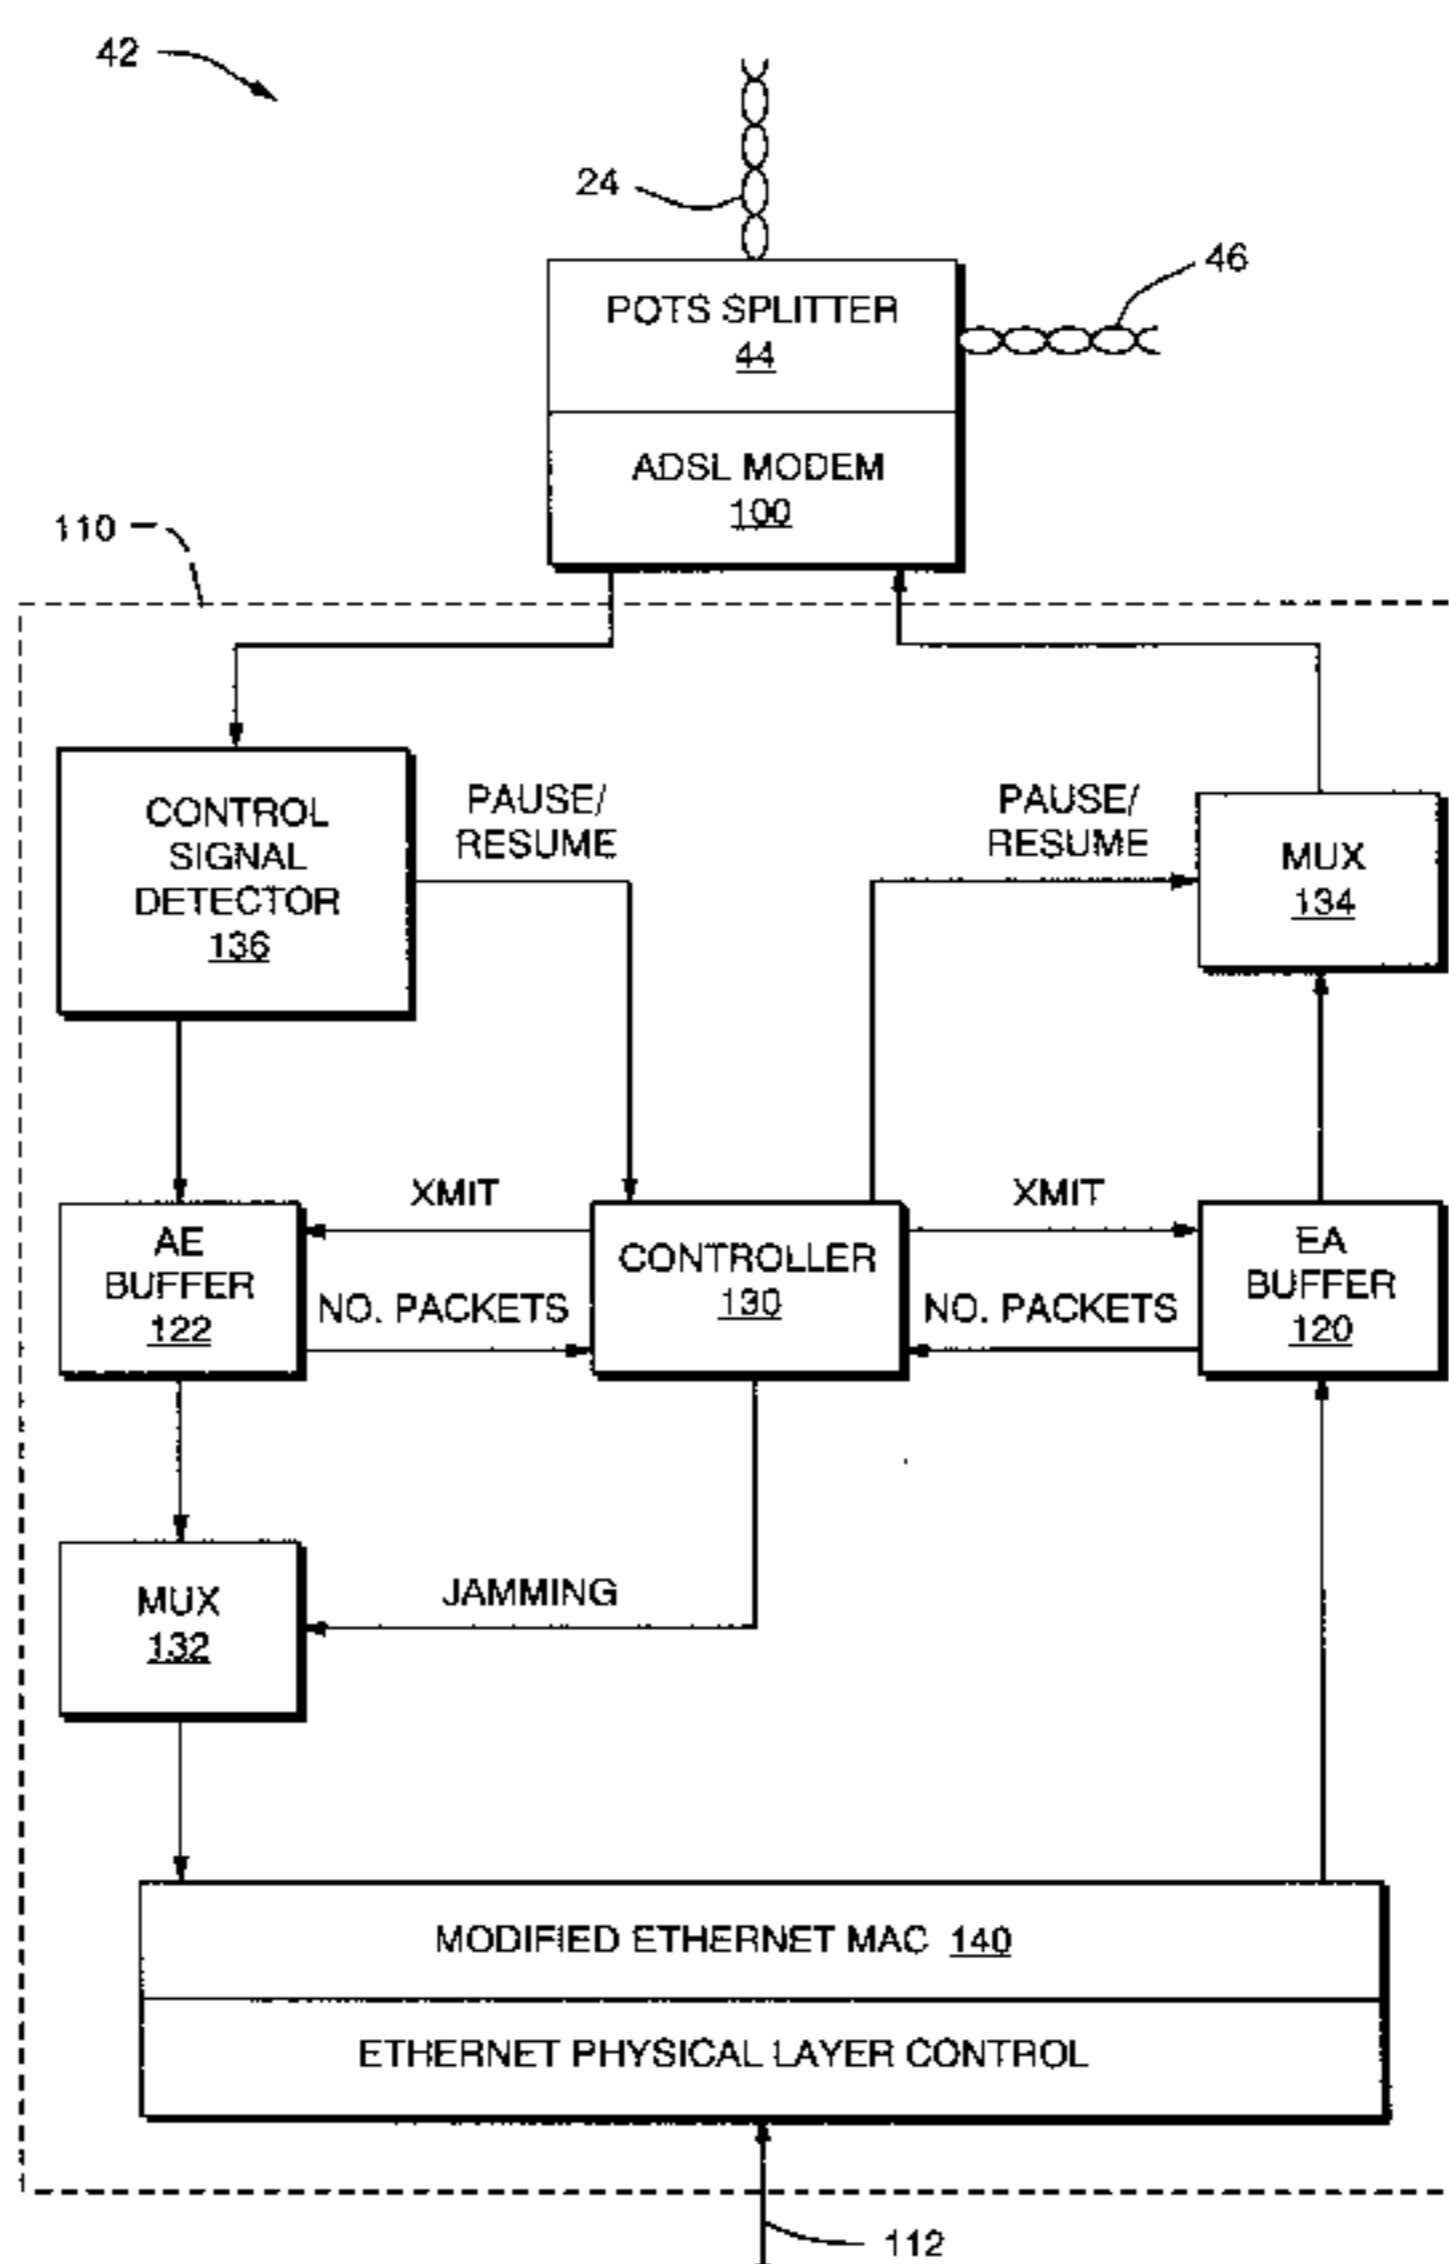 42
24
46
POTS SPLITTER
44
ADSL MODEM
100
110
CONTROL
SIGNAL
DETECTOR
136
PAUSE/
RESUME
PAUSE/
RESUME
MUX
134
AE
BUFFER
122
XMIT
NO. PACKETS
CONTROLLER
130
XMIT
NO. PACKETS
EA
BUFFER
120
MUX
132
JAMMING
MODIFIED ETHERNET MAC 140
ETHERNET PHYSICAL LAYER CONTROL
112